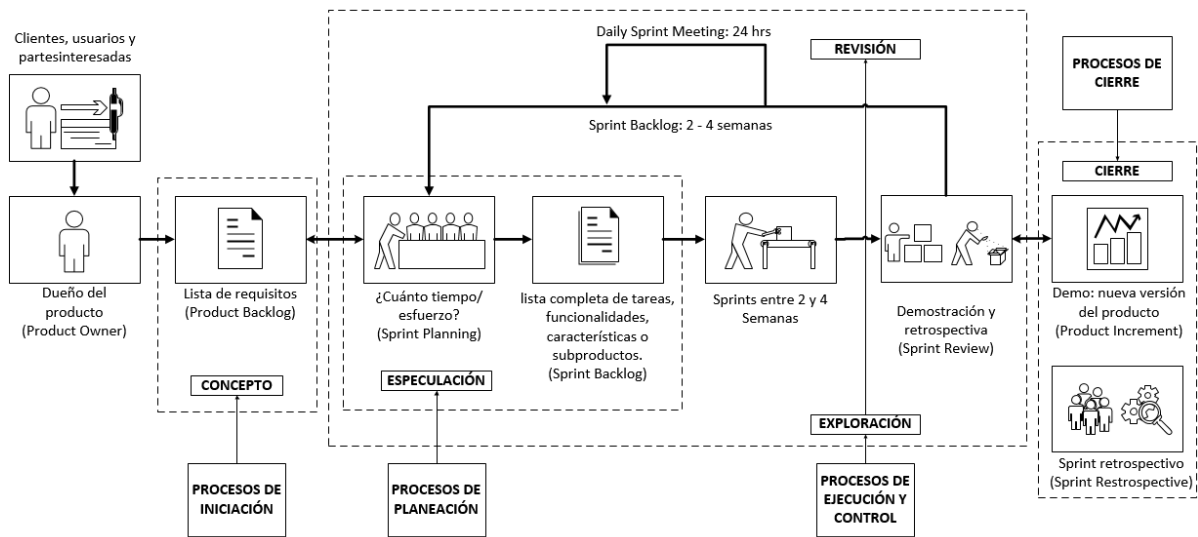 Clientes, usuarios y
partesinteresadas
Dueño del
producto
(Product Owner)
Lista de requisitos
(Product Backlog)
CONCEPTO
PROCESOS DE
INICIACIÓN
Daily Sprint Meeting: 24 hrs
Sprint Backlog: 2 - 4 semanas
¿Cuánto tiempo/
esfuerzo?
(Sprint Planning)
ESPECULACIÓN
PROCESOS DE
PLANEACIÓN
lista completa de tareas,
funcionalidades,
características o
subproductos.
(Sprint Backlog)
Sprints entre 2 y 4
Semanas
REVISIÓN
Demostración y
retrospectiva
(Sprint Review)
EXPLORACIÓN
PROCESOS DE
EJECUCIÓN Y
CONTROL
PROCESOS DE
CIERRE
CIERRE
Demo: nueva versión
del producto
(Product Increment)
Sprint retrospectivo
(Sprint Restrospective)